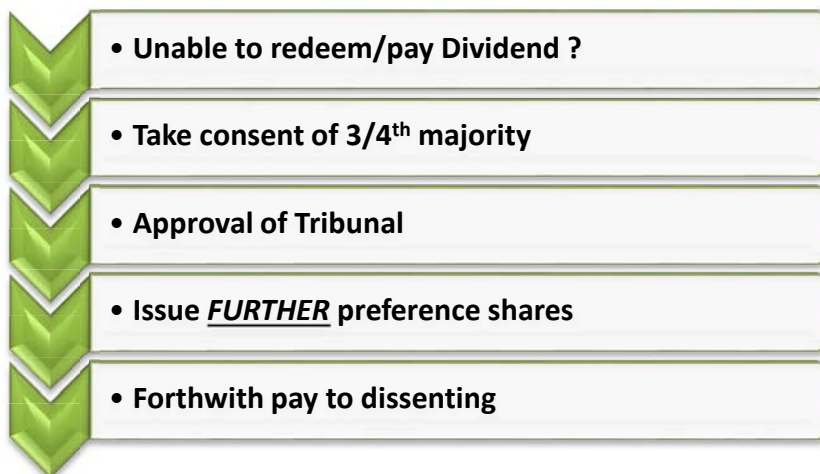 • Unable to redeem/pay Dividend ?
• Take consent of 3/4th majority
• Approval of Tribunal
• Issue FURTHER preference shares
• Forthwith pay to dissenting